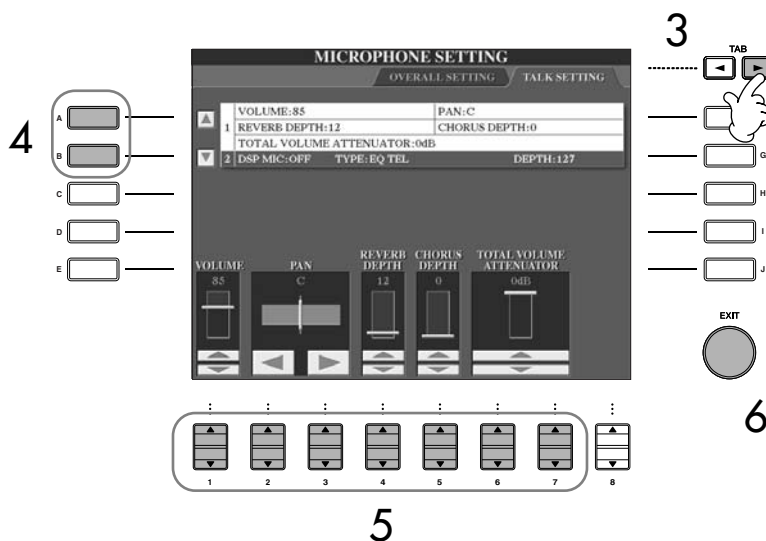 3
TAB
MICROPHONE SETTING
OVERALL SETTING TALK SETTING
4
A
B
C
D
E
VOLUME:85 PAN:C
1 REVERB DEPTH:12 CHORUS DEPTH:0
TOTAL VOLUME ATTENUATOR:0dB
2 DSP MIC:OFF TYPE:EQ TEL DEPTH:127
G
H
I
J
VOLUME PAN REVERB DEPTH CHORUS DEPTH TOTAL VOLUME ATTENUATOR
85 C 12 0 0dB
EXIT
6
1 2 3 4 5 6 7 8
5